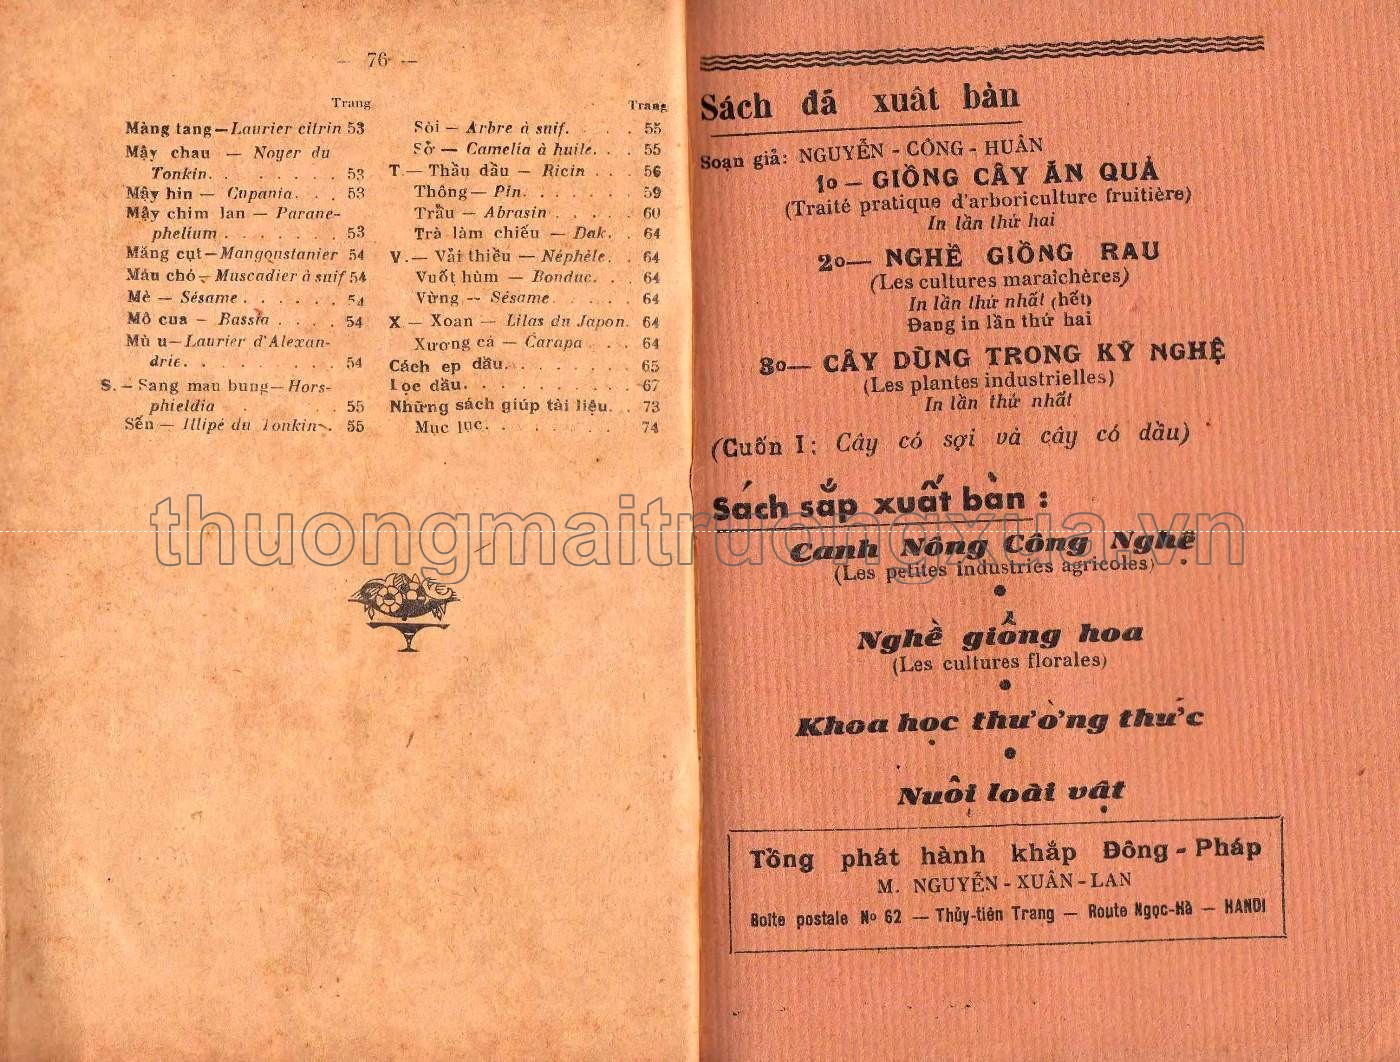 — 76 —
Trang
Màng tang—Laurier citrin 53
Mậy chau — Noyer du
Tonkin. . . . . . . 53
Mậy hin — Cupania. . . 53
Mậy chim lan — Parane-
phelium . . . . . . . 53
Măng cụt—Mangoustanier 54
Máu chó — Muscadier à suif 54
Mè — Sésame . . . . . . 54
Mô cua — Bassia . . . . 54
Mù u—Laurier d'Alexan-
drie. . . . . . . . 54
S. — Sang mau bung—Hors-
phieldia . . . 55
Sến — Illipé du Tonkin . 55
Trang
Sòi — Arbre à suif. . . . 55
Sở — Camelia à huile. . . 55
T — Thầu dầu — Ricin . . . 56
Thông — Pin. . . . . . 59
Trầu — Abrasin . . . . . 60
Trà làm chiếu — Dak. . 64
V. — Vải thiều — Néphèle. . 64
Vuốt hùm — Bonduc. . . 64
Vừng -- Sésame. . . . . 64
X — Xoan — Lilas du Japon. 64
Xương cá — Carapa . . . 64
Cách ep dầu. . . . . . . 65
Lọc dầu. . . . . . . . . 67
Những sách giúp tài liệu. . 73
Mục lục. . . . . . . . 74
Sách đã xuât bản
Soạn giả: NGUYỄN - CÔNG - HUÂN
1o — GIỒNG CÂY ĂN QUẢ
(Traité pratique d'arboriculture fruitière)
In lần thứ hai
2o— NGHỀ GIỒNG RAU
(Les cultures maraîchères)
In lần thứ nhất (hết)
Đang in lần thứ hai
3o— CÂY DÙNG TRONG KỸ NGHỆ
(Les plantes industrielles)
In lần thứ nhất
(Cuốn I: Cây có sợi và cây có dầu)
Sách sắp xuất bản :
Canh Nông Công Nghệ
(Les petites industries agricoles)
Nghề giồng hoa
(Les cultures florales)
Khoa học thường thức
Nuôi loài vật
Tổng phát hành khắp Đông - Pháp
M. NGUYỄN - XUÂN - LAN
Boite postale No 62 — Thủy-tiên Trang — Route Ngọc-Hà — HANOI
thuongmaitruongxua.vn